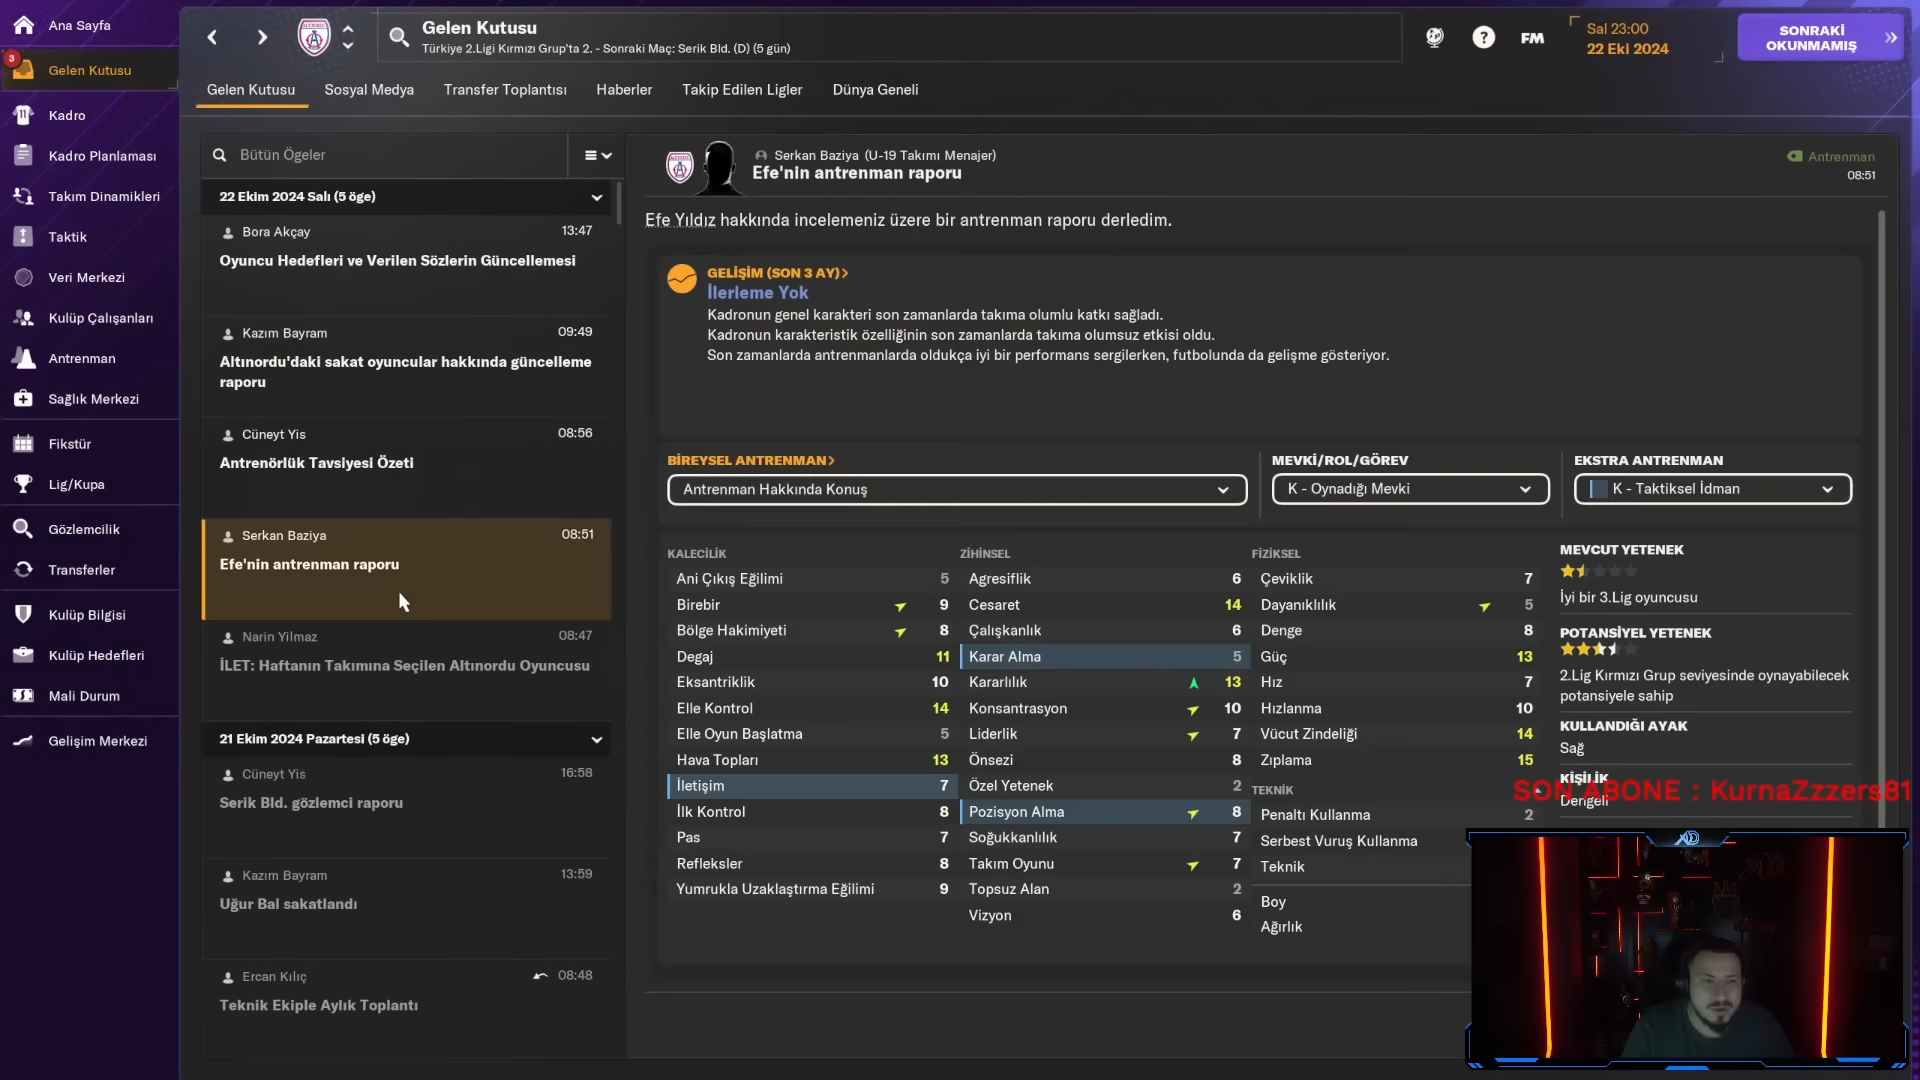 Ana Sayfa
3
Gelen Kutusu
Kadro
Kadro Planlaması
Takım Dinamikleri
Taktik
Veri Merkezi
Kulüp Çalışanları
Antrenman
Sağlık Merkezi
Fikstür
Lig/Kupa
Gözlemcilik
Transferler
Kulüp Bilgisi
Kulüp Hedefleri
Mali Durum
Gelişim Merkezi
Gelen Kutusu
Türkiye 2.Ligi Kırmızı Grup'ta 2. - Sonraki Maç: Serik Bld. (D) (5 gün)
FM
Sal 23:00
22 Eki 2024
SONRAKİ
OKUNMAMIŞ
Gelen Kutusu
Sosyal Medya
Transfer Toplantısı
Haberler
Takip Edilen Ligler
Dünya Geneli
Bütün Ögeler
22 Ekim 2024 Salı (5 öge)
Bora Akçay 13:47
Oyuncu Hedefleri ve Verilen Sözlerin Güncellemesi
Kazım Bayram 09:49
Altınordu'daki sakat oyuncular hakkında güncelleme
raporu
Cüneyt Yis 08:56
Antrenörlük Tavsiyesi Özeti
Serkan Baziya 08:51
Efe'nin antrenman raporu
Narin Yilmaz 08:47
İLET: Haftanın Takımına Seçilen Altınordu Oyuncusu
21 Ekim 2024 Pazartesi (5 öge)
Cüneyt Yis 16:58
Serik Bld. gözlemci raporu
Kazım Bayram 13:59
Uğur Bal sakatlandı
Ercan Kılıç 08:48
Teknik Ekiple Aylık Toplantı
Serkan Baziya (U-19 Takımı Menajer)
Efe'nin antrenman raporu
Antrenman
08:51
Efe Yıldız hakkında incelemeniz üzere bir antrenman raporu derledim.
GELİŞİM (SON 3 AY)>
İlerleme Yok
Kadronun genel karakteri son zamanlarda takıma olumlu katkı sağladı.
Kadronun karakteristik özelliğinin son zamanlarda takıma olumsuz etkisi oldu.
Son zamanlarda antrenmanlarda oldukça iyi bir performans sergilerken, futbolunda da gelişme gösteriyor.
BİREYSEL ANTRENMAN>
Antrenman Hakkında Konuş
MEVKİ/ROL/GÖREV
K - Oynadığı Mevki
EKSTRA ANTRENMAN
K - Taktiksel İdman
KALECİLİK
Ani Çıkış Eğilimi 5
Birebir 9
Bölge Hakimiyeti 8
Degaj 11
Eksantriklik 10
Elle Kontrol 14
Elle Oyun Başlatma 5
Hava Topları 13
İletişim 7
İlk Kontrol 8
Pas 7
Refleksler 8
Yumrukla Uzaklaştırma Eğilimi 9
ZİHİNSEL
Agresiflik 6
Cesaret 14
Çalışkanlık 6
Karar Alma 5
Kararlılık 13
Konsantrasyon 10
Liderlik 7
Önsezi 8
Özel Yetenek 2
Pozisyon Alma 8
Soğukkanlılık 7
Takım Oyunu 7
Topsuz Alan 2
Vizyon 6
FİZİKSEL
Çeviklik 7
Dayanıklılık 5
Denge 8
Güç 13
Hız 7
Hızlanma 10
Vücut Zindeliği 14
Zıplama 15
TEKNİK
Penaltı Kullanma 2
Serbest Vuruş Kullanma
Teknik
Boy
Ağırlık
MEVCUT YETENEK
İyi bir 3.Lig oyuncusu
POTANSİYEL YETENEK
2.Lig Kırmızı Grup seviyesinde oynayabilecek
potansiyele sahip
KULLANDIĞI AYAK
Sağ
KİŞİLİK
Dengeli
SON ABONE : KurnaZzzers81